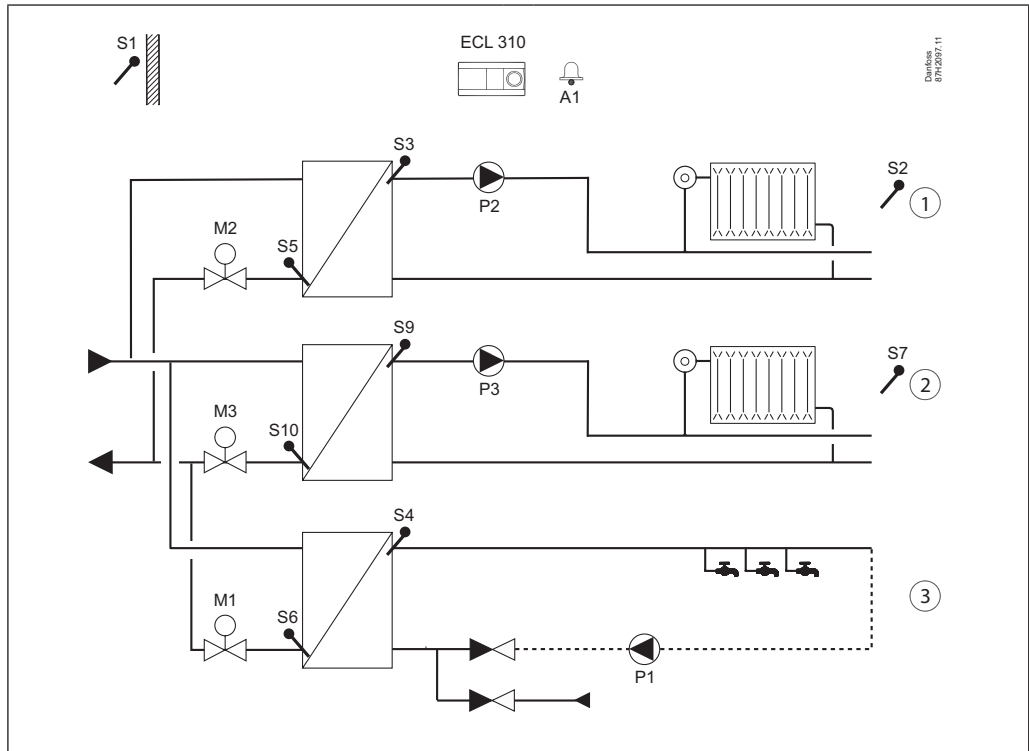 S1
ECL 310
A1
Danfoss
87H2097.11
S3
P2
S2
1
M2
S5
S9
P3
S7
2
M3
S10
S4
3
M1
S6
P1